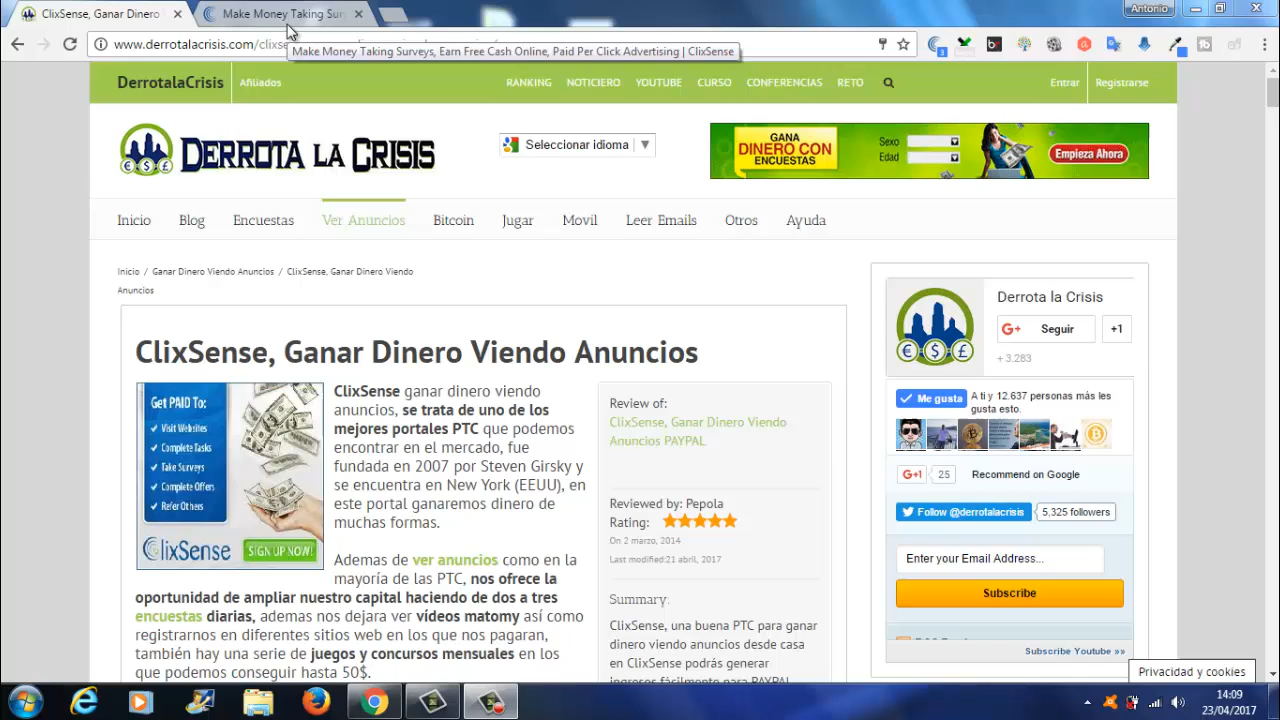 ClixSense, Ganar Dinero
Make Money Taking Sur
Antonio
www.derrotalacrisis.com/clixse
Make Money Taking Surveys, Earn Free Cash Online, Paid Per Click Advertising | ClixSense
3
DerrotalaCrisis
Afiliados
RANKING
NOTICIERO
YOUTUBE
CURSO
CONFERENCIAS
RETO
Entrar
Registrarse
DERROTA LA CRISIS
€ $ £
Seleccionar idioma
GANA
DINERO CON
ENCUESTAS
Sexo
Edad
Empieza Ahora
Inicio
Blog
Encuestas
Ver Anuncios
Bitcoin
Jugar
Movil
Leer Emails
Otros
Ayuda
Inicio / Ganar Dinero Viendo Anuncios / ClixSense, Ganar Dinero Viendo
Anuncios
ClixSense, Ganar Dinero Viendo Anuncios
Get PAID To:
Visit Websites
Complete Tasks
Take Surveys
Complete Offers
Refer Others
ClixSense
SIGN UP NOW!
ClixSense ganar dinero viendo
anuncios, se trata de uno de los
mejores portales PTC que podemos
encontrar en el mercado, fue
fundada en 2007 por Steven Girsky y
se encuentra en New York (EEUU), en
este portal ganaremos dinero de
muchas formas.
Ademas de ver anuncios como en la
mayoría de las PTC, nos ofrece la
oportunidad de ampliar nuestro capital haciendo de dos a tres
encuestas diarias, ademas nos dejara ver vídeos matomy así como
registrarnos en diferentes sitios web en los que nos pagaran,
también hay una serie de juegos y concursos mensuales en los
que podemos conseguir hasta 50$.
Review of:
ClixSense, Ganar Dinero Viendo
Anuncios PAYPAL
Reviewed by: Pepola
Rating:
On 2 marzo, 2014
Last modified:21 abril, 2017
Summary:
ClixSense, una buena PTC para ganar
dinero viendo anuncios desde casa
en ClixSense podrás generar
ingresos fácilmente para PAYPAL
€ $ £
Derrota la Crisis
G+ Seguir
+1
+ 3.283
Me gusta
A ti y 12.637 personas más les
gusta esto.
G+1
25
Recommend on Google
Follow @derrotalacrisis
5,325 followers
Enter your Email Address...
Subscribe
Subscribe Youtube »»
Privacidad y cookies
14:09
23/04/2017